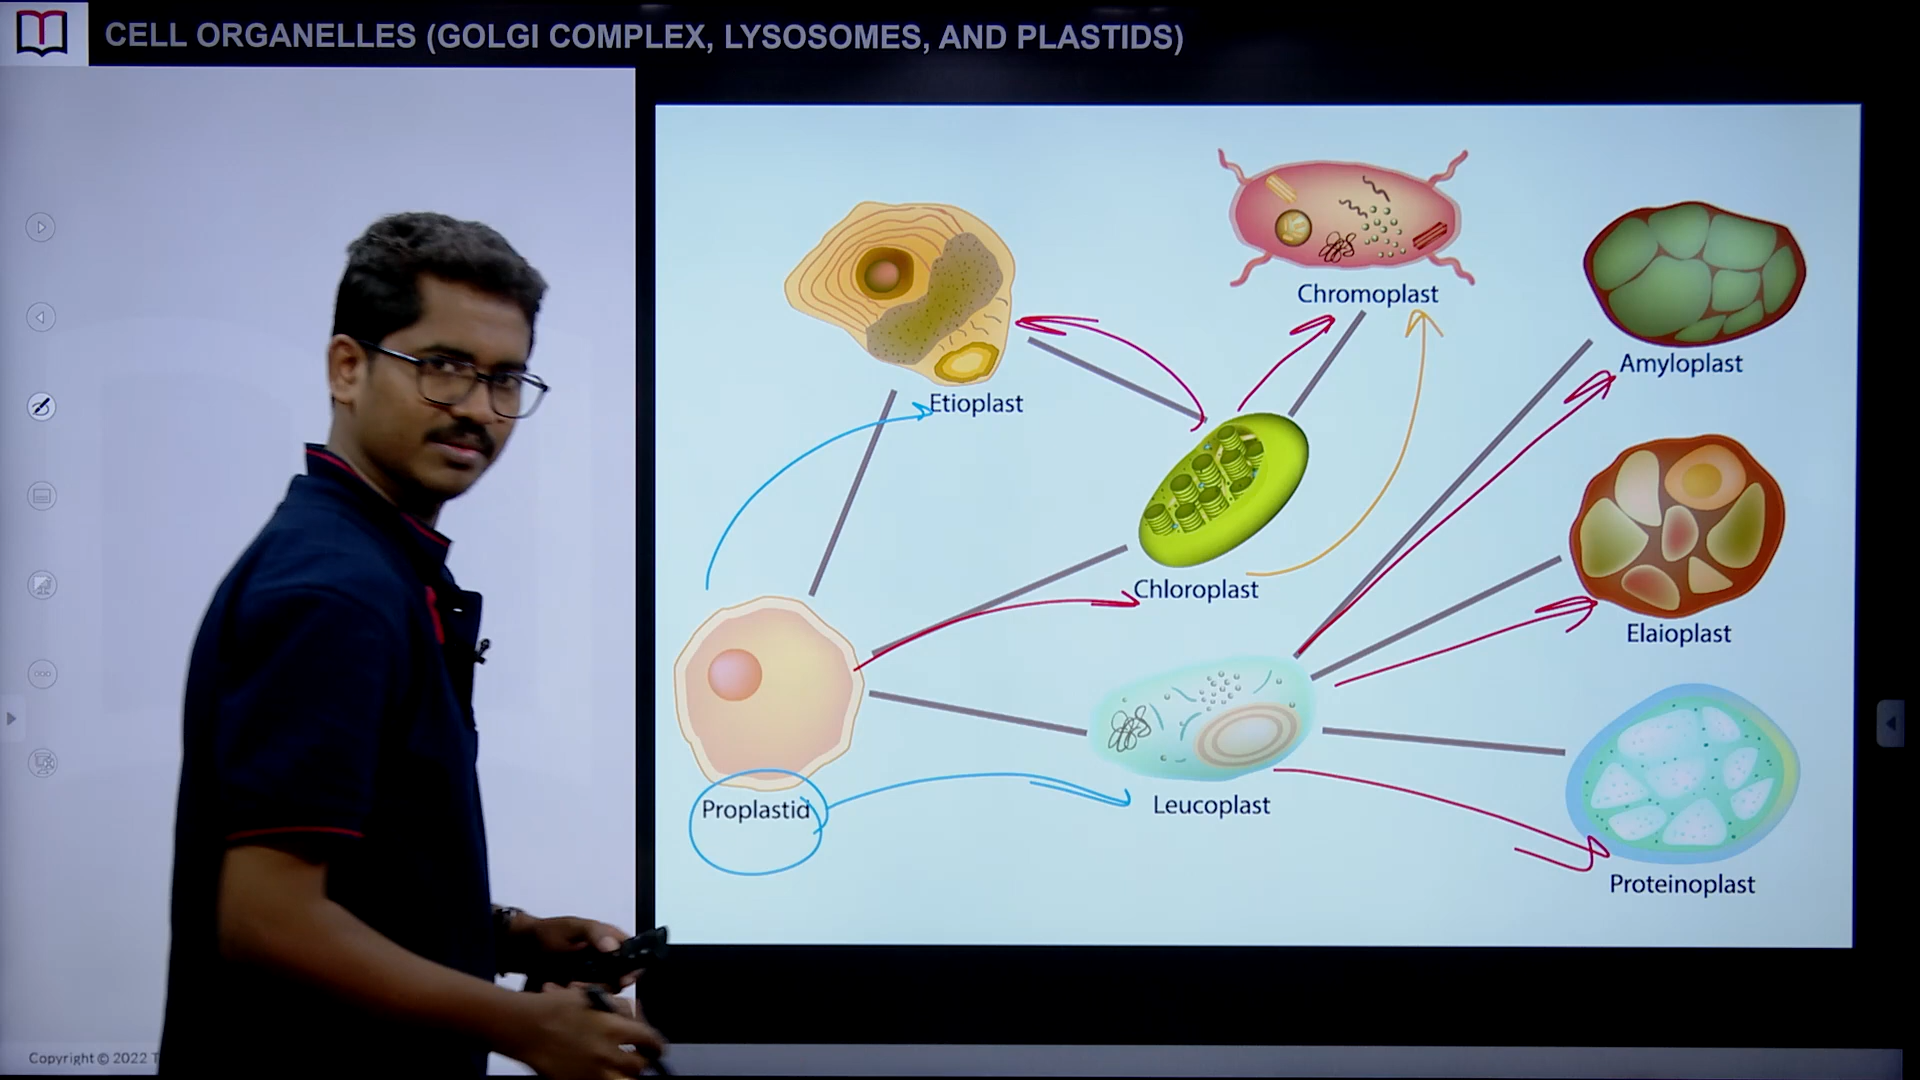 CELL ORGANELLES (GOLGI COMPLEX, LYSOSOMES, AND PLASTIDS)
Chromoplast
Amyloplast
Etioplast
Chloroplast
Elaioplast
Leucoplast
Proplastid
Proteinoplast
Copyright © 2022 T